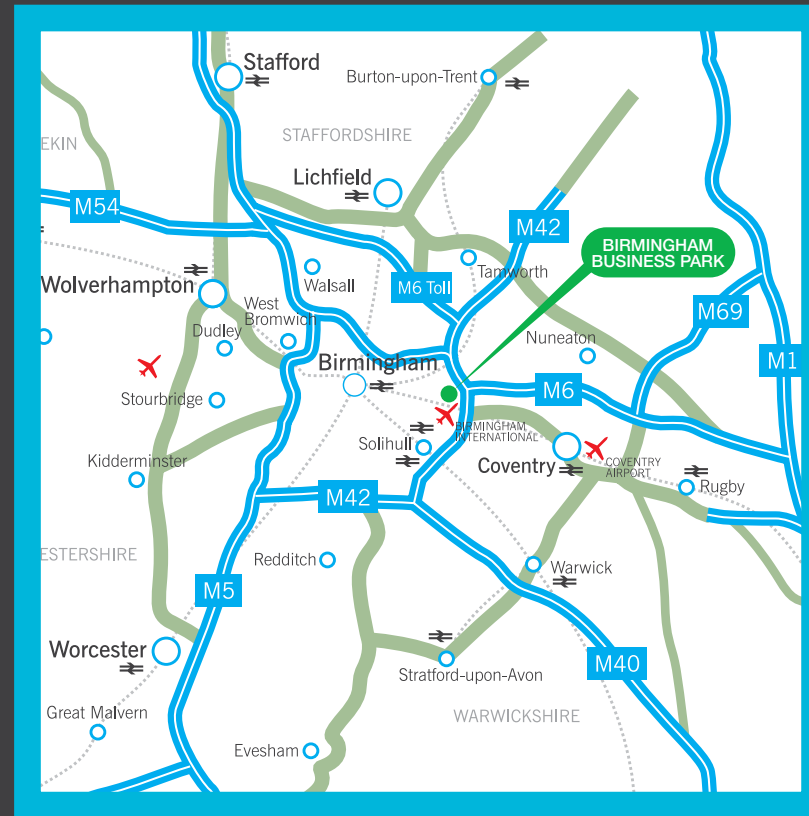 Stafford
Burton-upon-Trent
STAFFORDSHIRE
EKIN
Lichfield
M54
M42
BIRMINGHAM
BUSINESS PARK
Tamworth
Walsall
M6 Toll
Wolverhampton
West
Bromwich
M69
Dudley
Nuneaton
Birmingham
M1
M6
Stourbridge
BIRMINGHAM
INTERNATIONAL
Solihull
Coventry
COVENTRY
AIRPORT
Kidderminster
Rugby
M42
ESTERSHIRE
Redditch
Warwick
M5
Worcester
M40
Stratford-upon-Avon
Great Malvern
WARWICKSHIRE
Evesham